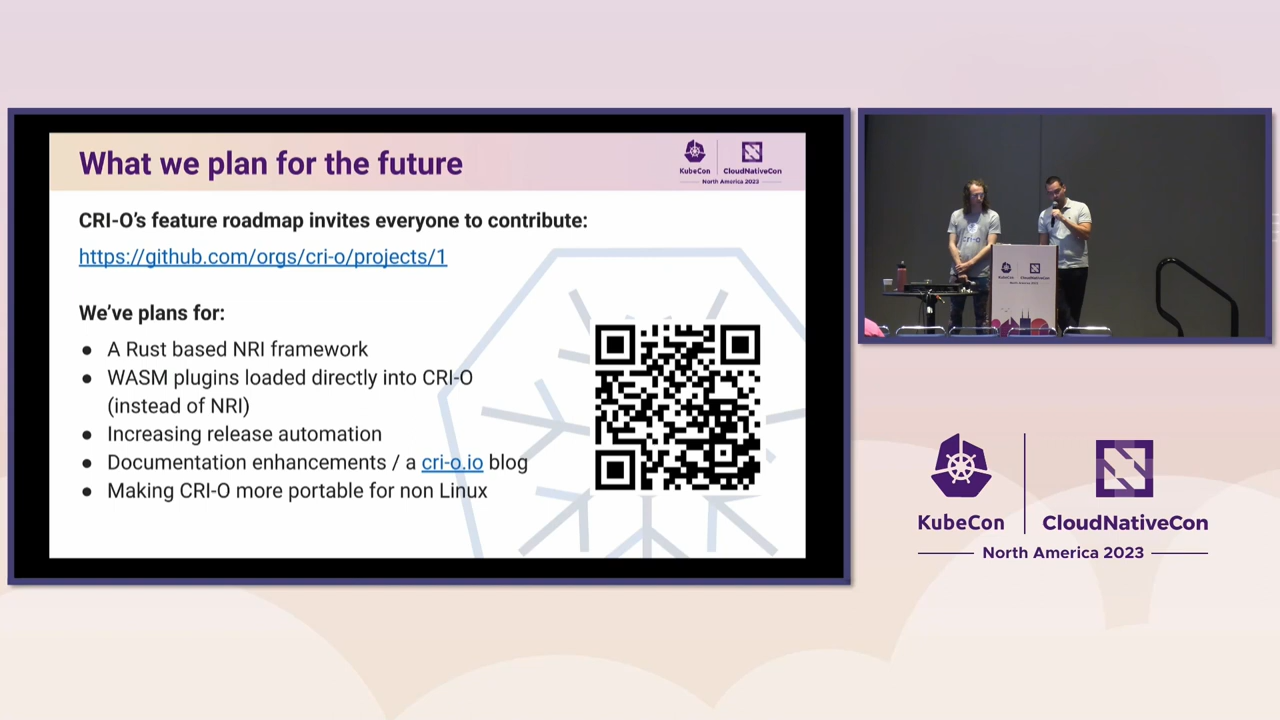 What we plan for the future
KubeCon
CloudNativeCon
North America 2023
CRI-O's feature roadmap invites everyone to contribute:
https://github.com/orgs/cri-o/projects/1
We've plans for:
● A Rust based NRI framework
● WASM plugins loaded directly into CRI-O
(instead of NRI)
● Increasing release automation
● Documentation enhancements / a cri-o.io blog
● Making CRI-O more portable for non Linux
cri-o
KubeCon
CloudNativeCon
North America 2023